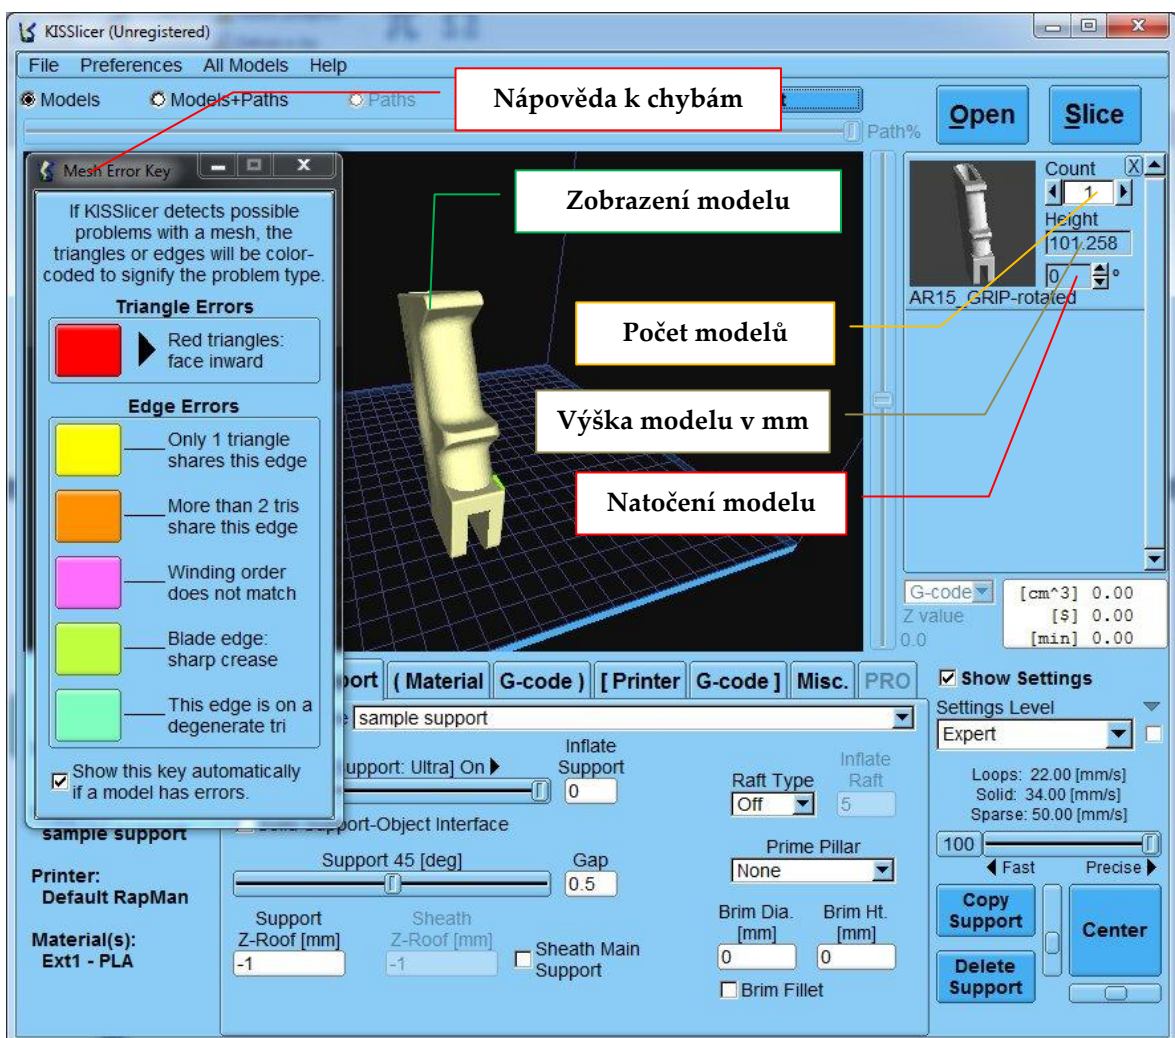 KISSlicer (Unregistered)
File Preferences All Models Help
Models Models+Paths Paths
Nápověda k chybám
Path%
Open Slice
Mesh Error Key
If KISSlicer detects possible
problems with a mesh, the
triangles or edges will be color-
coded to signify the problem type.
Triangle Errors
Red triangles:
face inward
Edge Errors
Only 1 triangle
shares this edge
More than 2 tris
share this edge
Winding order
does not match
Blade edge:
sharp crease
This edge is on a
degenerate tri
Show this key automatically
if a model has errors.
Zobrazení modelu
Počet modelů
Výška modelu v mm
Natočení modelu
Count X
1
Height
101.258
0 °
AR15_GRIP-rotated
G-code
Z value
0.0
[cm^3] 0.00
[$] 0.00
[min] 0.00
( Material G-code ) [ Printer G-code ] Misc. PRO
sample support
Support: Ultra] On
Inflate
Support
0
Raft Type
Off
Inflate
Raft
5
Support-Object Interface
Support 45 [deg]
Gap
0.5
Prime Pillar
None
Support
Z-Roof [mm]
-1
Sheath
Z-Roof [mm]
-1
Sheath Main
Support
Brim Dia.
[mm]
0
Brim Ht.
[mm]
0
Brim Fillet
sample support
Printer:
Default RapMan
Material(s):
Ext1 - PLA
Show Settings
Settings Level
Expert
Loops: 22.00 [mm/s]
Solid: 34.00 [mm/s]
Sparse: 50.00 [mm/s]
100
Fast Precise
Copy
Support
Center
Delete
Support